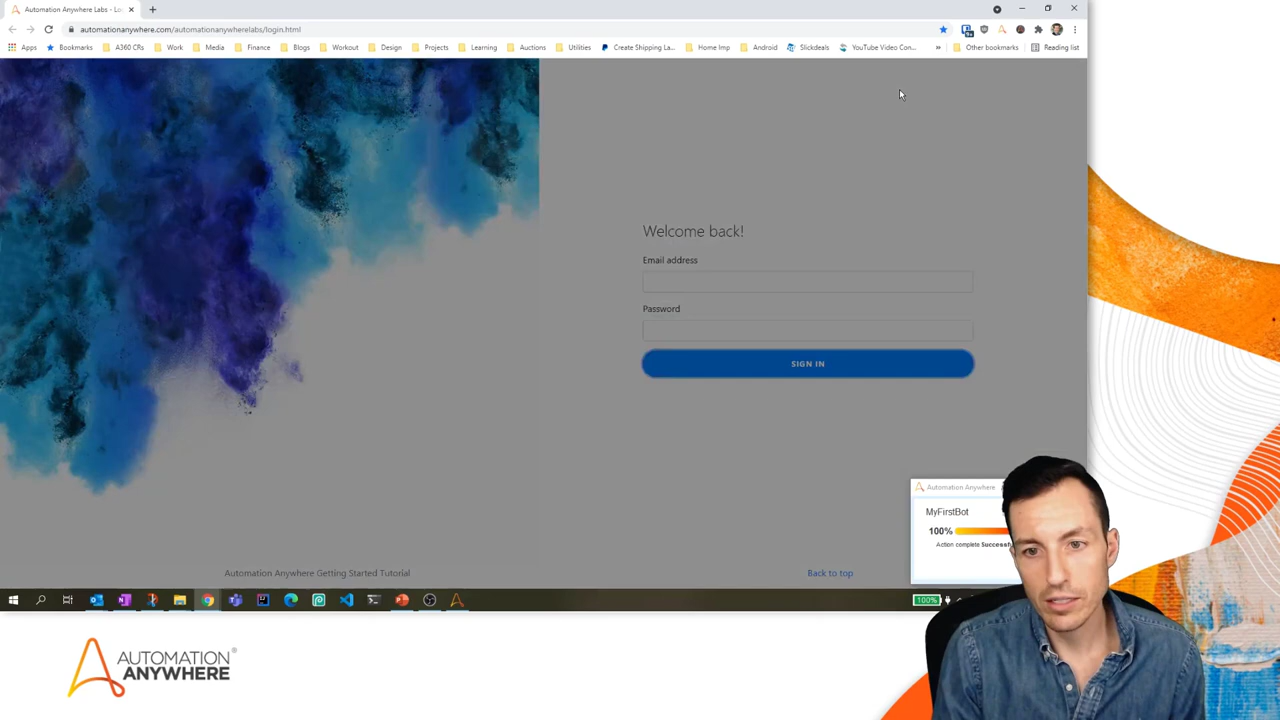 Automation Anywhere Labs - Lo
automationanywhere.com/automationanywherelabs/login.html
Apps Bookmarks A360 CRs Work Media Finance Blogs Workout Design Projects Learning Auctions Utilities Create Shipping La... Home Imp Android Slickdeals YouTube Video Con... » Other bookmarks Reading list
Welcome back!
Email address
Password
SIGN IN
Automation Anywhere
MyFirstBot
100%
Action complete Successf
Automation Anywhere Getting Started Tutorial
Back to top
100%
AUTOMATION
ANYWHERE®